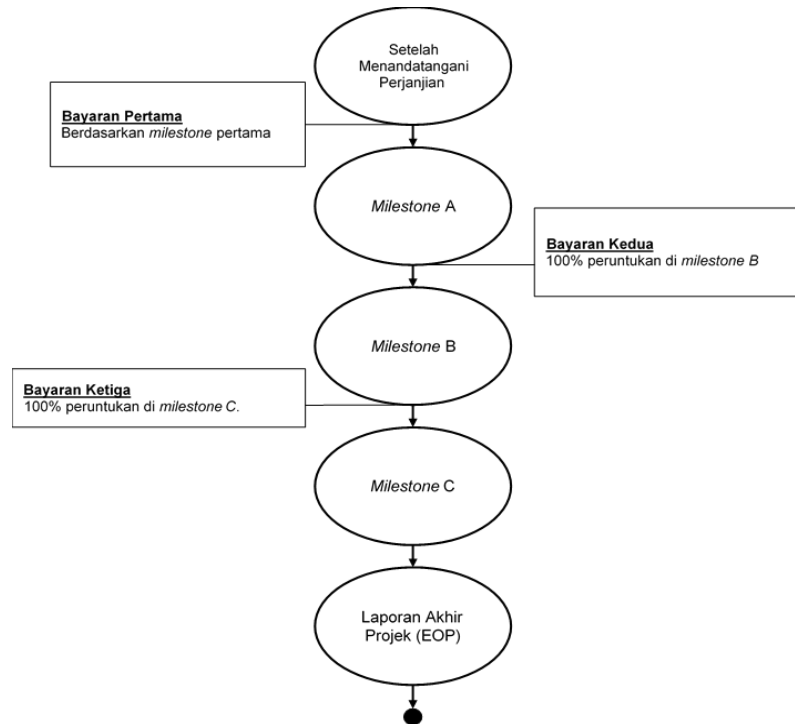 Setelah
Menandatangani
Perjanjian
Bayaran Pertama
Berdasarkan milestone pertama
Milestone A
Bayaran Kedua
100% peruntukan di milestone B
Milestone B
Bayaran Ketiga
100% peruntukan di milestone C.
Milestone C
Laporan Akhir
Projek (EOP)